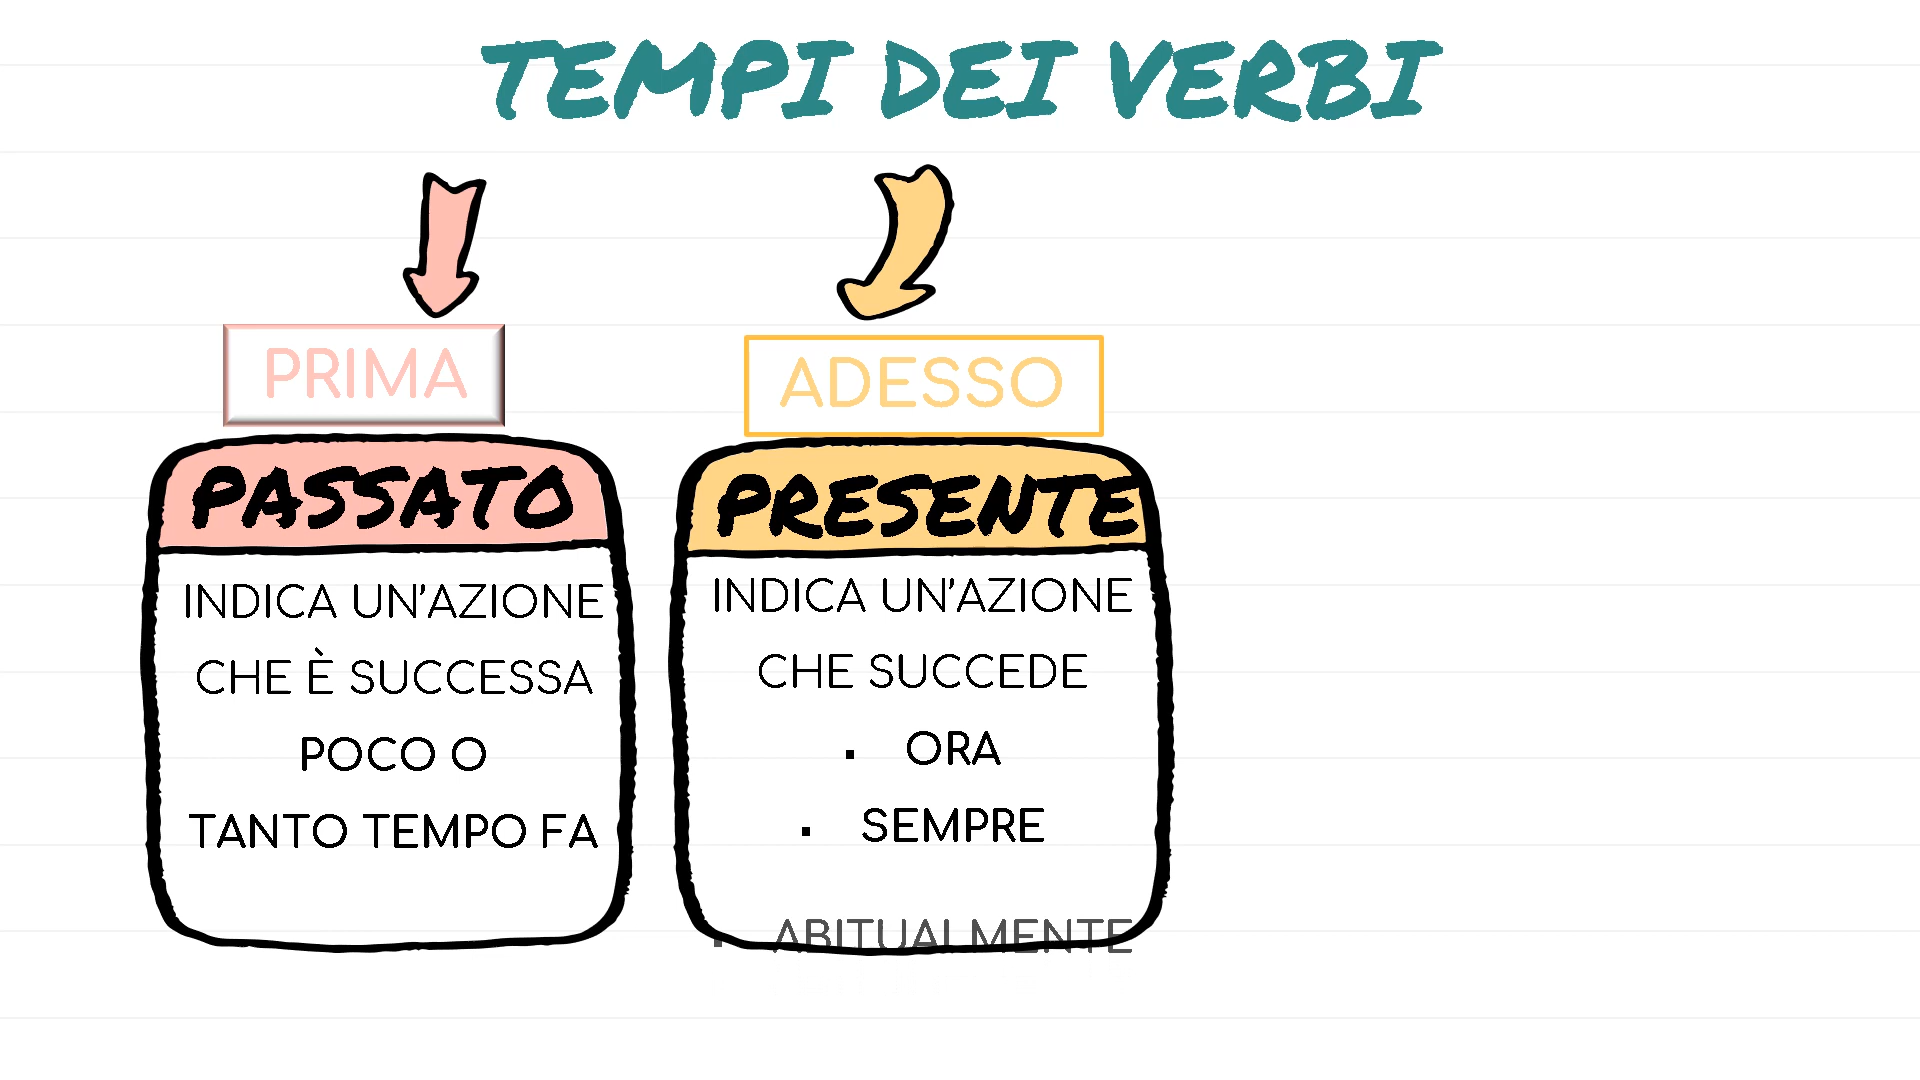 TEMPI DEI VERBI
PRIMA
PASSATO
INDICA UN'AZIONE
CHE È SUCCESSA
POCO O
TANTO TEMPO FA
ADESSO
PRESENTE
INDICA UN'AZIONE
CHE SUCCEDE
▪ ORA
▪ SEMPRE
▪ ABITUALMENTE